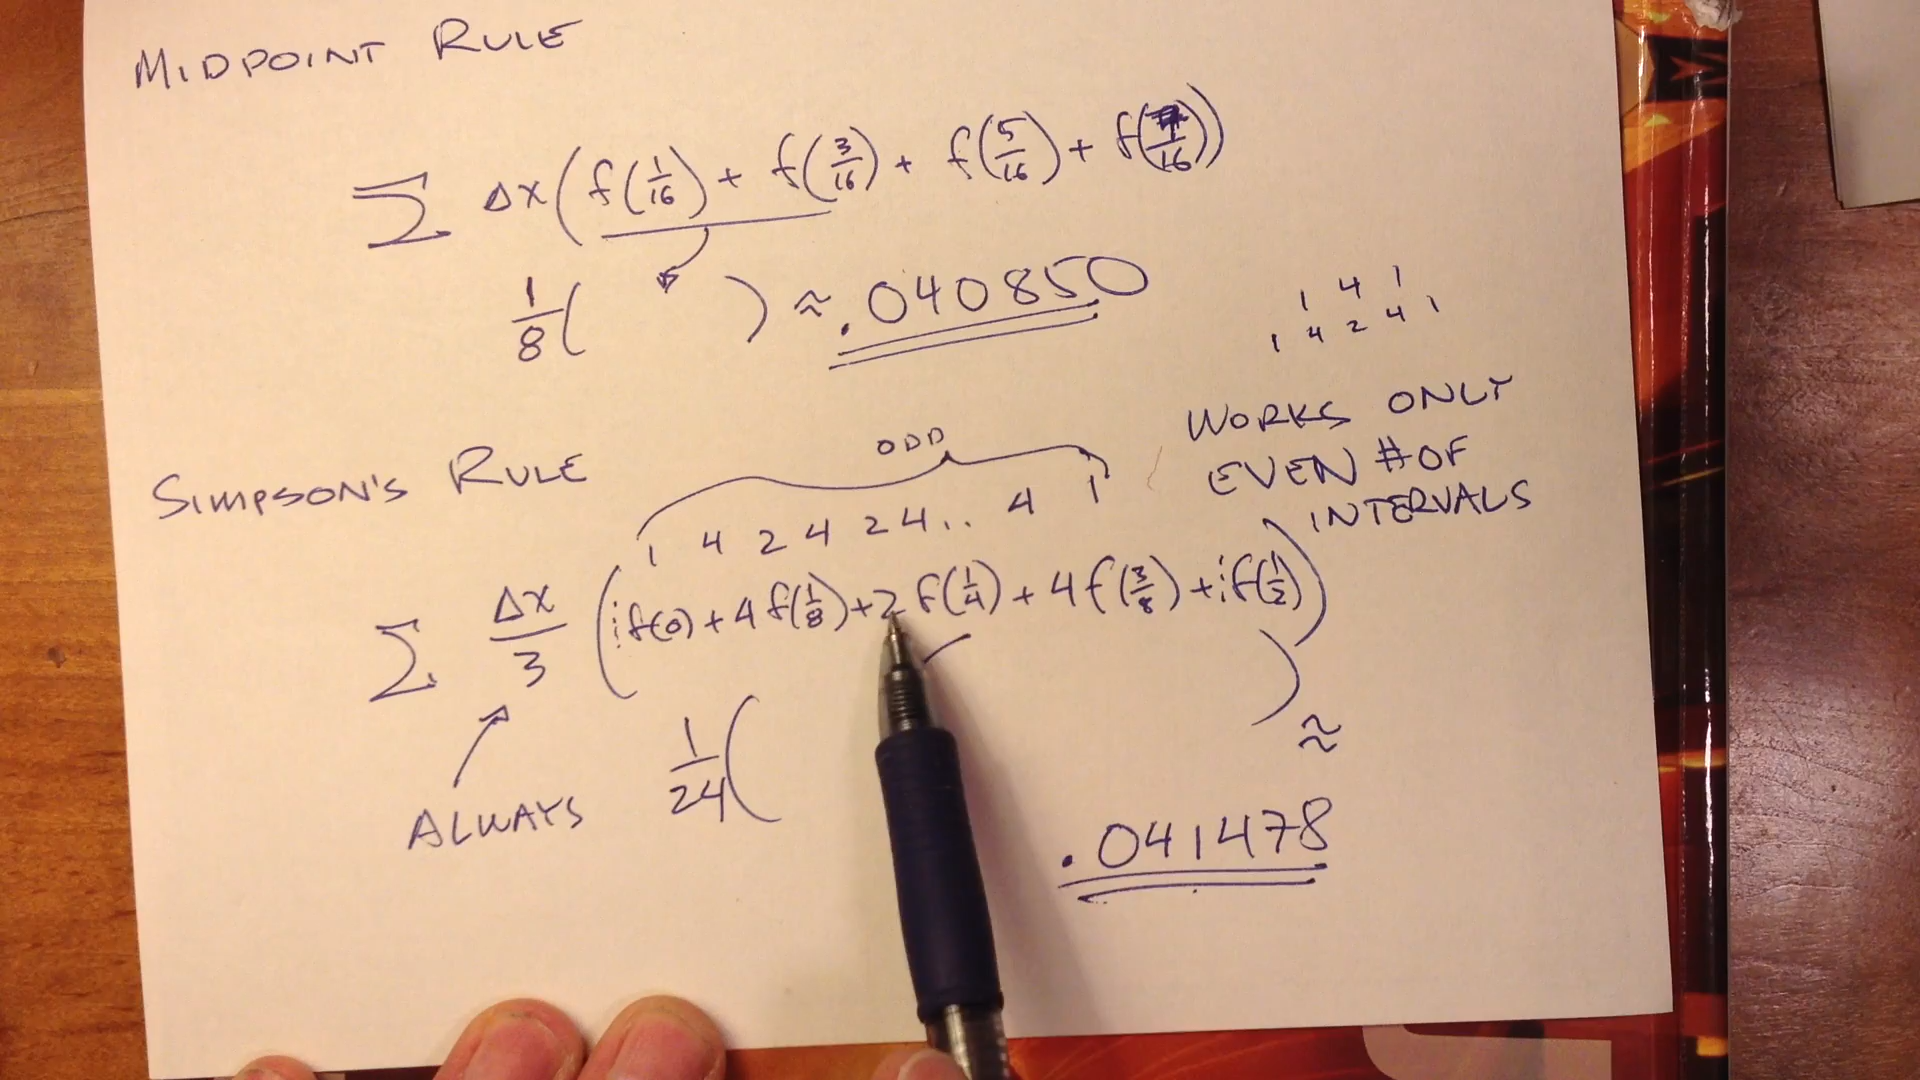 MIDPOINT RULE
∑ Δx(f(1/16) + f(3/16) + f(5/16) + f(7/16))
1/8( ) ≈ .040850
1 4 1
1 4 2 4 1
WORKS ONLY
EVEN # OF
INTERVALS
SIMPSON'S RULE
ODD
1 4 2 4 2 4 .. 4 1
∑ Δx/3 (1f(0) + 4f(1/8) + 2f(1/4) + 4f(3/8) + 1f(1/2))
ALWAYS
1/24( ) ≈
.041478